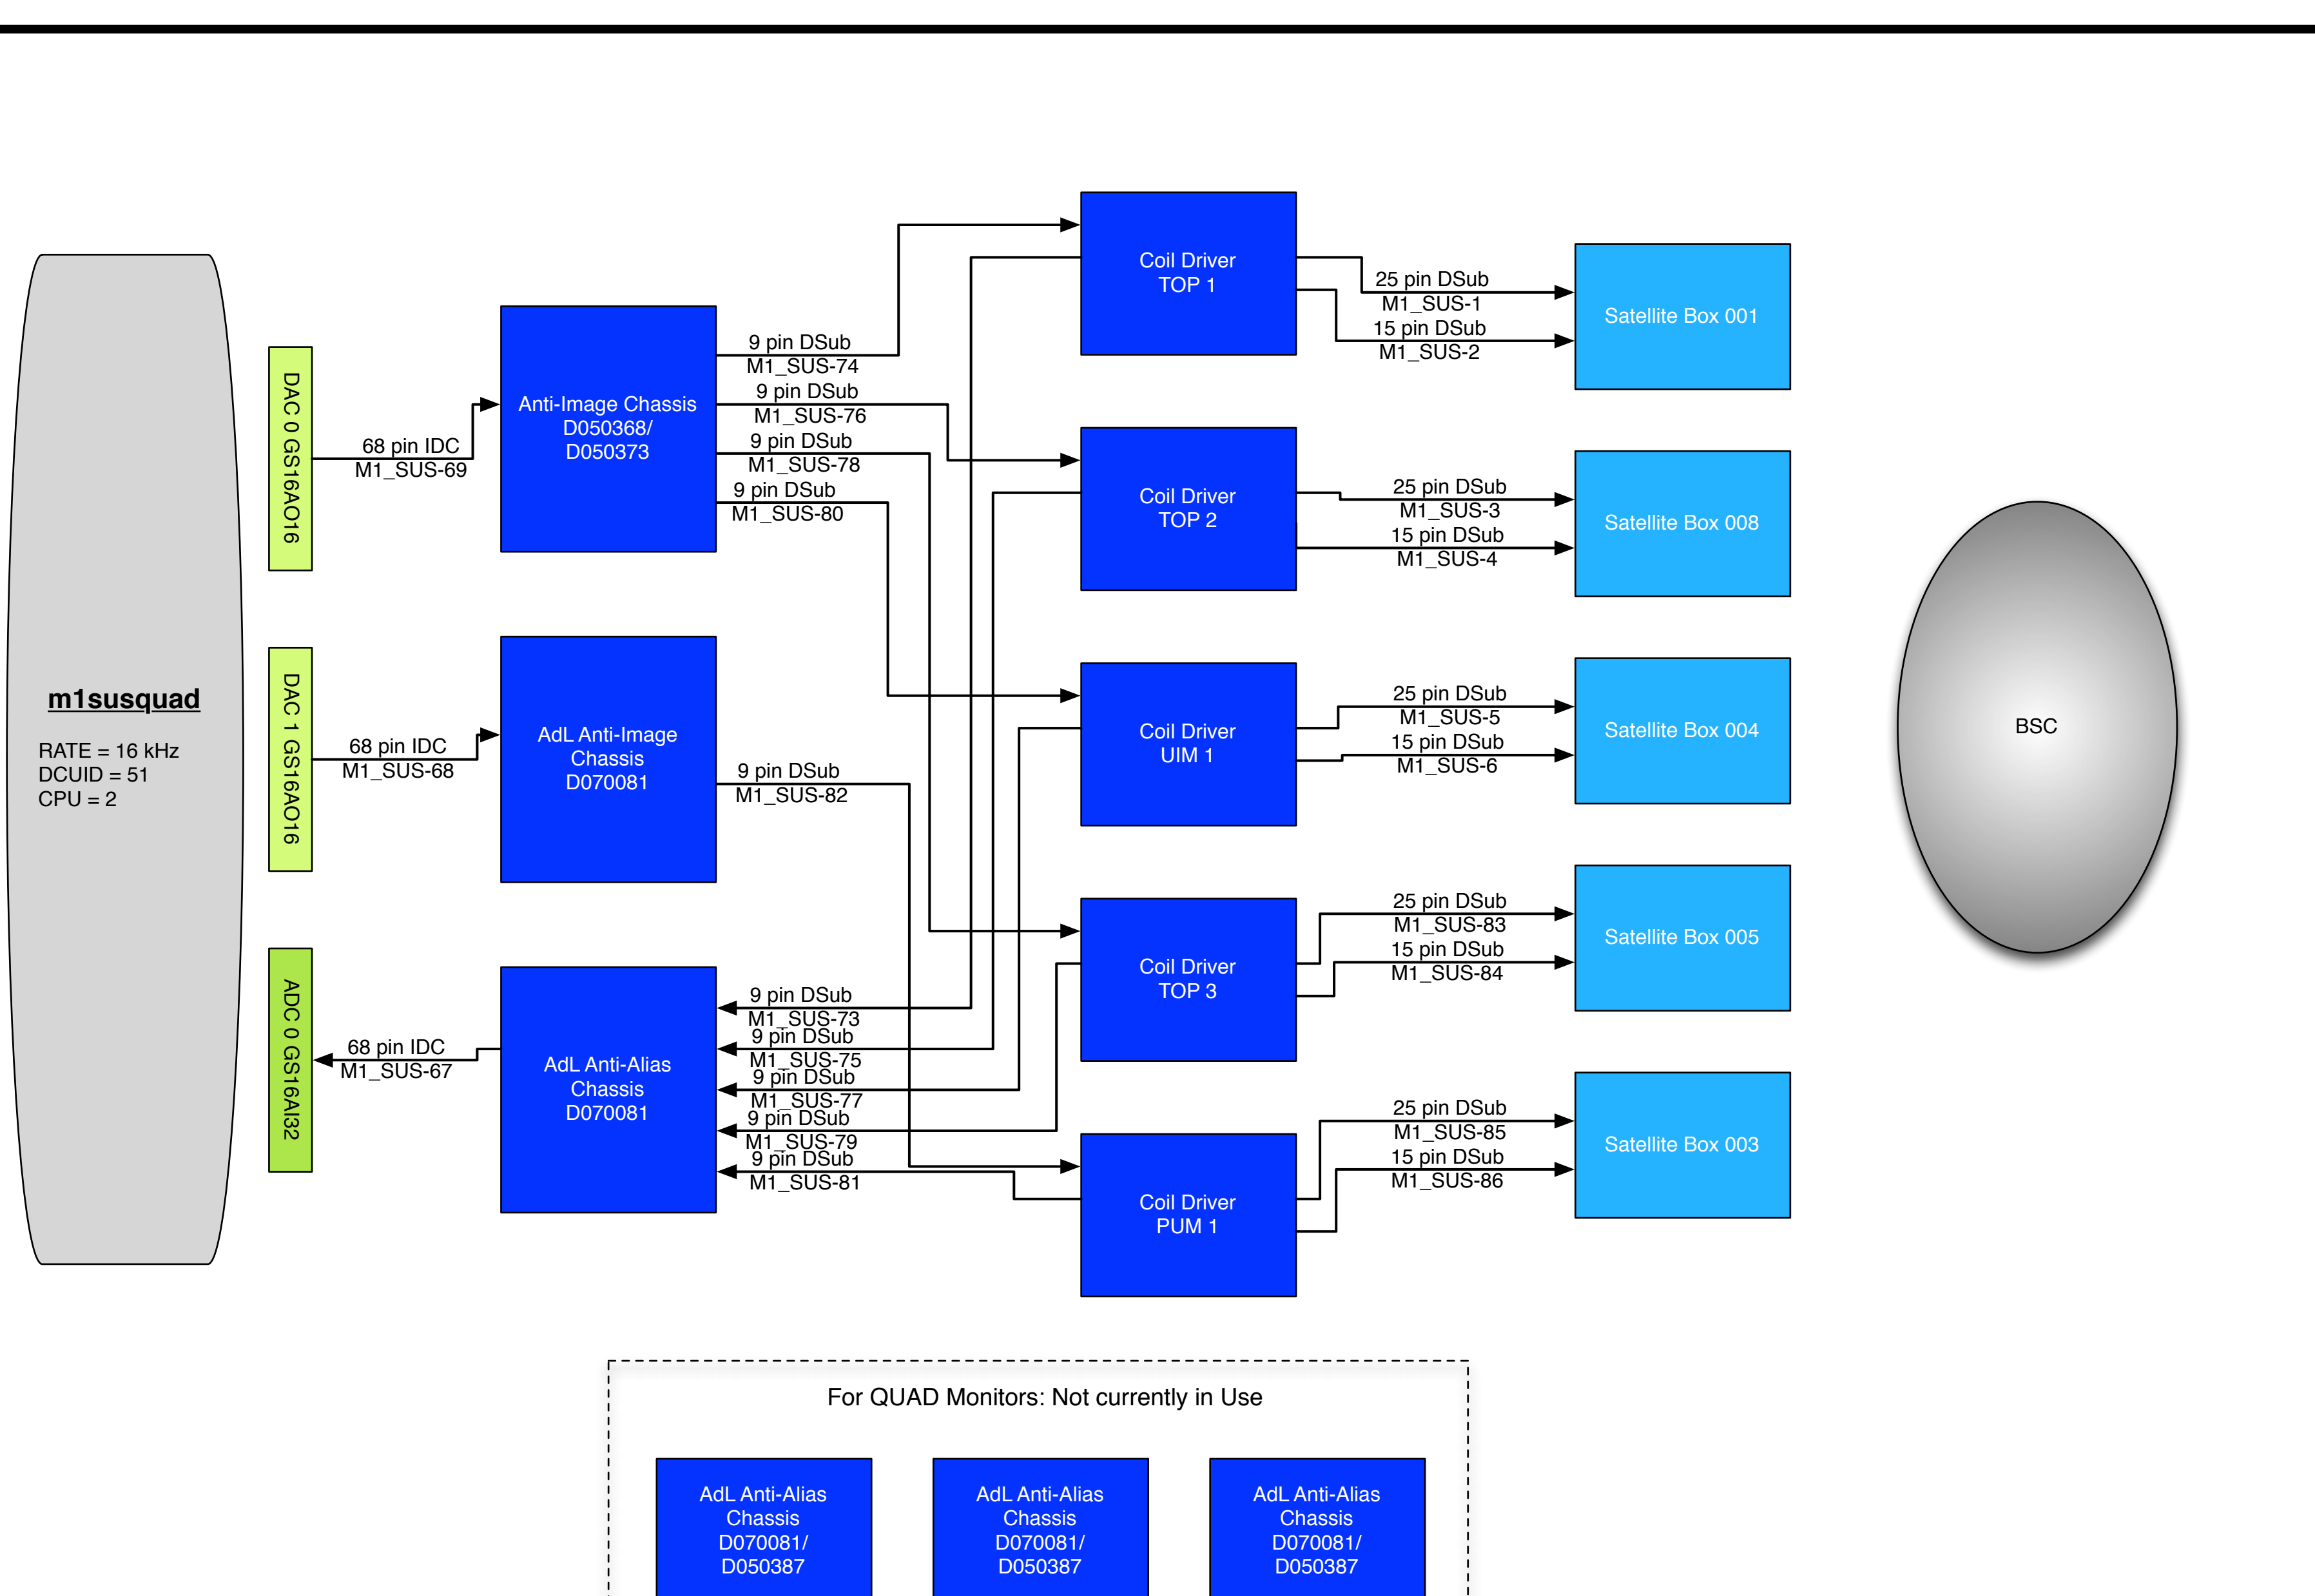 m1susquad
RATE = 16 kHz
DCUID = 51
CPU = 2
DAC 0 GS16AO16
DAC 1 GS16AO16
ADC 0 GS16AI32
68 pin IDC
M1_SUS-69
68 pin IDC
M1_SUS-68
68 pin IDC
M1_SUS-67
Anti-Image Chassis
D050368/
D050373
AdL Anti-Image
Chassis
D070081
AdL Anti-Alias
Chassis
D070081
9 pin DSub
M1_SUS-74
9 pin DSub
M1_SUS-76
9 pin DSub
M1_SUS-78
9 pin DSub
M1_SUS-80
9 pin DSub
M1_SUS-82
9 pin DSub
M1_SUS-73
9 pin DSub
M1_SUS-75
9 pin DSub
M1_SUS-77
9 pin DSub
M1_SUS-79
9 pin DSub
M1_SUS-81
Coil Driver
TOP 1
Coil Driver
TOP 2
Coil Driver
UIM 1
Coil Driver
TOP 3
Coil Driver
PUM 1
25 pin DSub
M1_SUS-1
15 pin DSub
M1_SUS-2
25 pin DSub
M1_SUS-3
15 pin DSub
M1_SUS-4
25 pin DSub
M1_SUS-5
15 pin DSub
M1_SUS-6
25 pin DSub
M1_SUS-83
15 pin DSub
M1_SUS-84
25 pin DSub
M1_SUS-85
15 pin DSub
M1_SUS-86
Satellite Box 001
Satellite Box 008
Satellite Box 004
Satellite Box 005
Satellite Box 003
BSC
For QUAD Monitors: Not currently in Use
AdL Anti-Alias
Chassis
D070081/
D050387
AdL Anti-Alias
Chassis
D070081/
D050387
AdL Anti-Alias
Chassis
D070081/
D050387